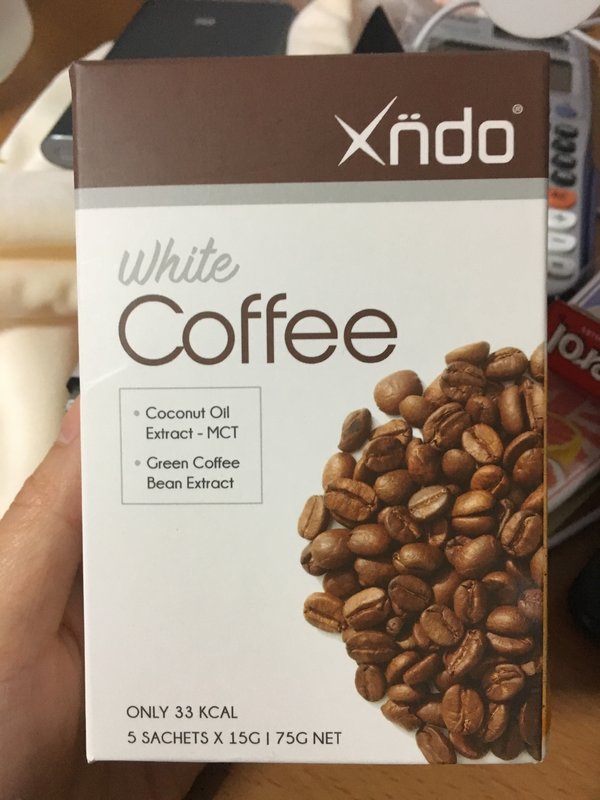 Xndo®
White
Coffee
• Coconut Oil
Extract - MCT
• Green Coffee
Bean Extract
ONLY 33 KCAL
5 SACHETS X 15G | 75G NET